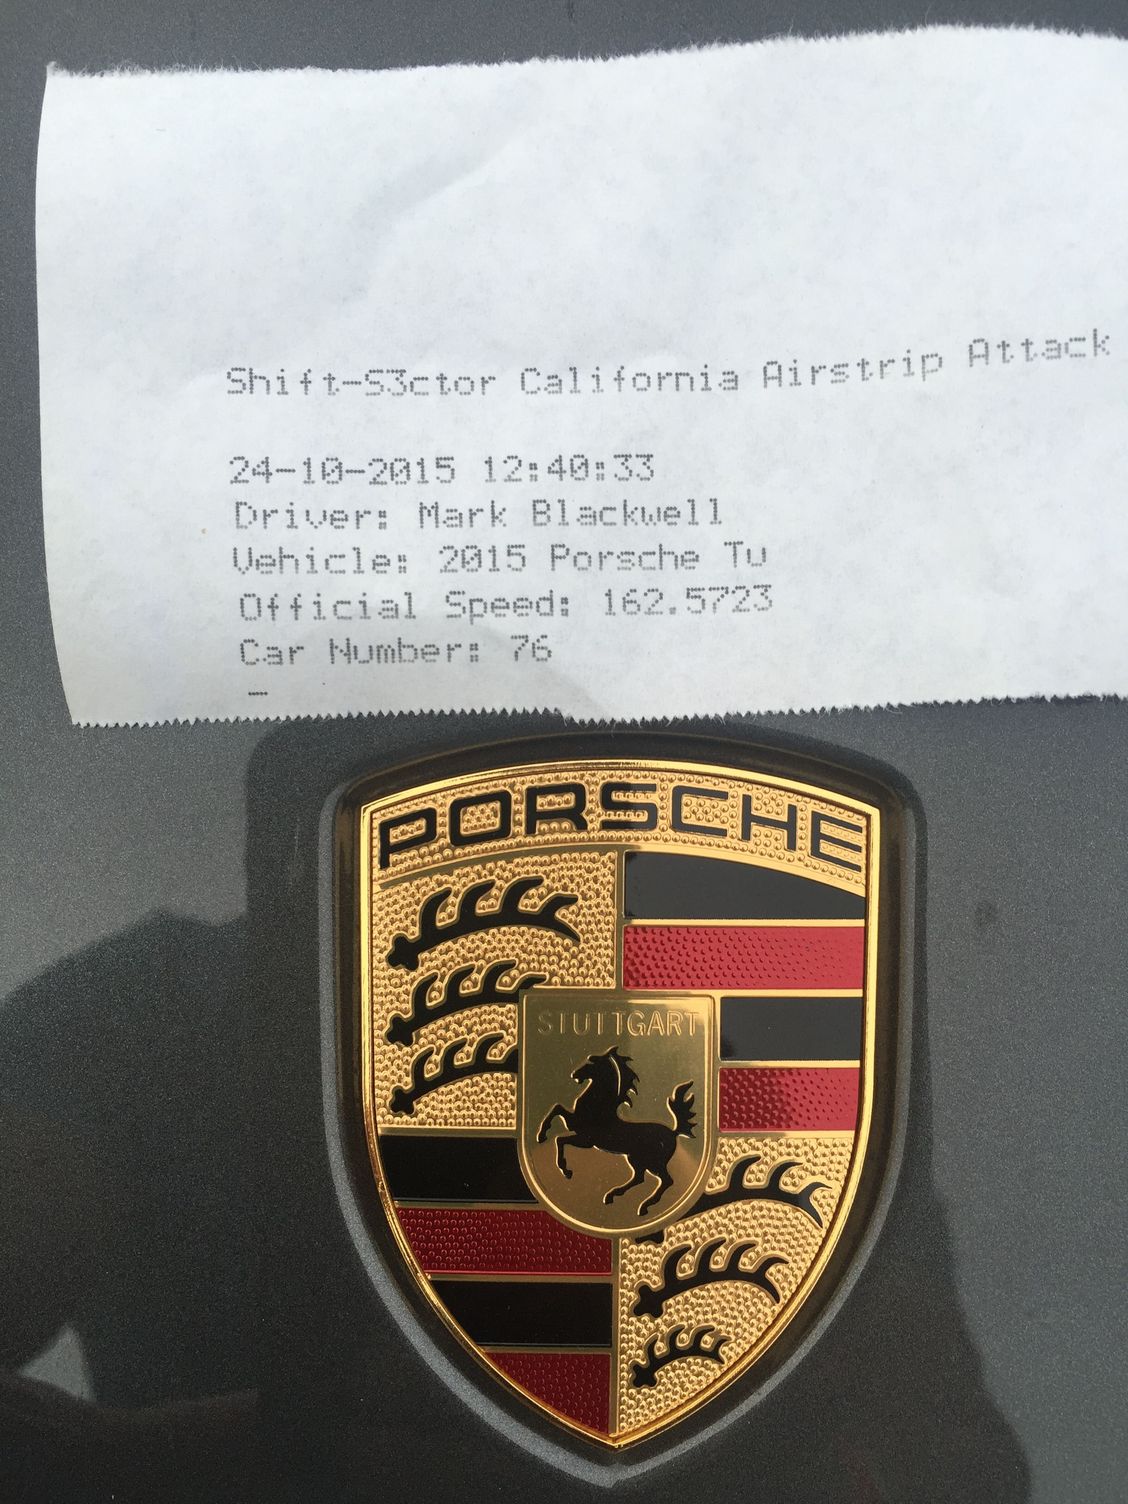 Shift-S3ctor California Airstrip Attack
24-10-2015 12:40:33
Driver: Mark Blackwell
Vehicle: 2015 Porsche Tu
Official Speed: 162.5723
Car Number: 76
_
PORSCHE
STUTTGART